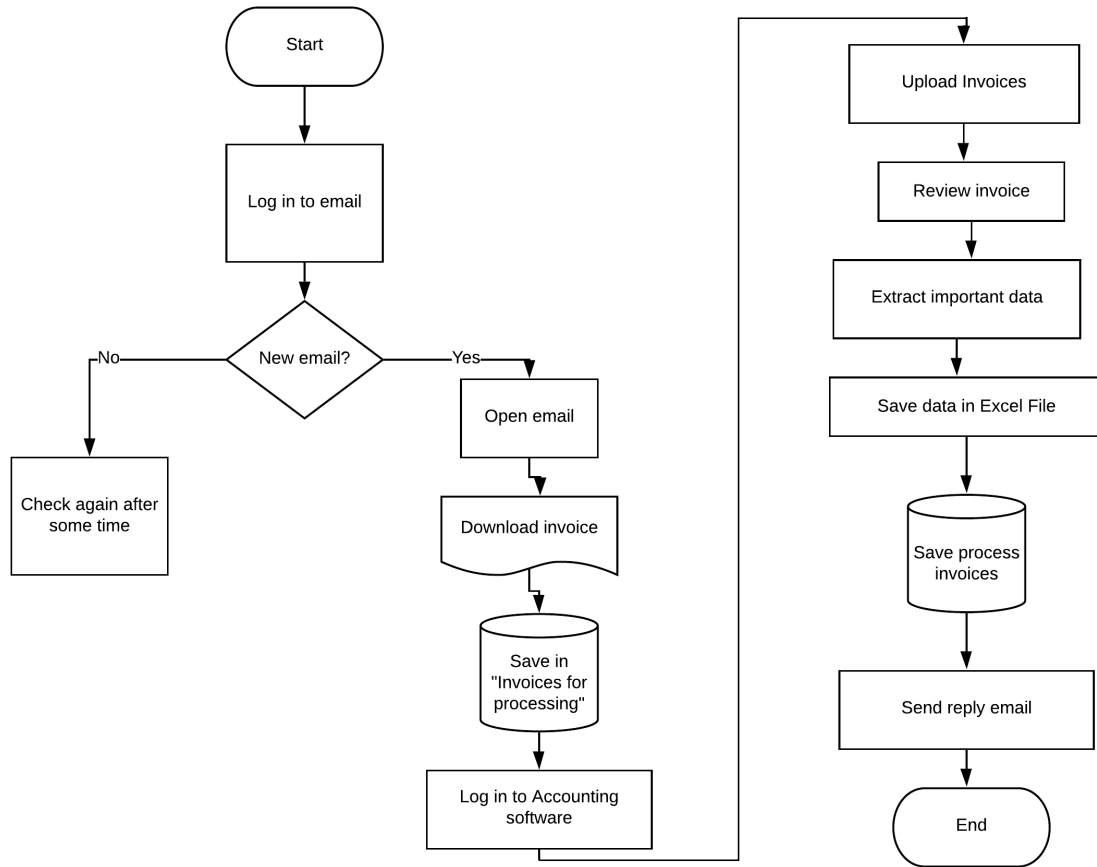 Start
Log in to email
New email?
No
Yes
Check again after
some time
Open email
Download invoice
Save in
"Invoices for
processing"
Log in to Accounting
software
Upload Invoices
Review invoice
Extract important data
Save data in Excel File
Save process
invoices
Send reply email
End